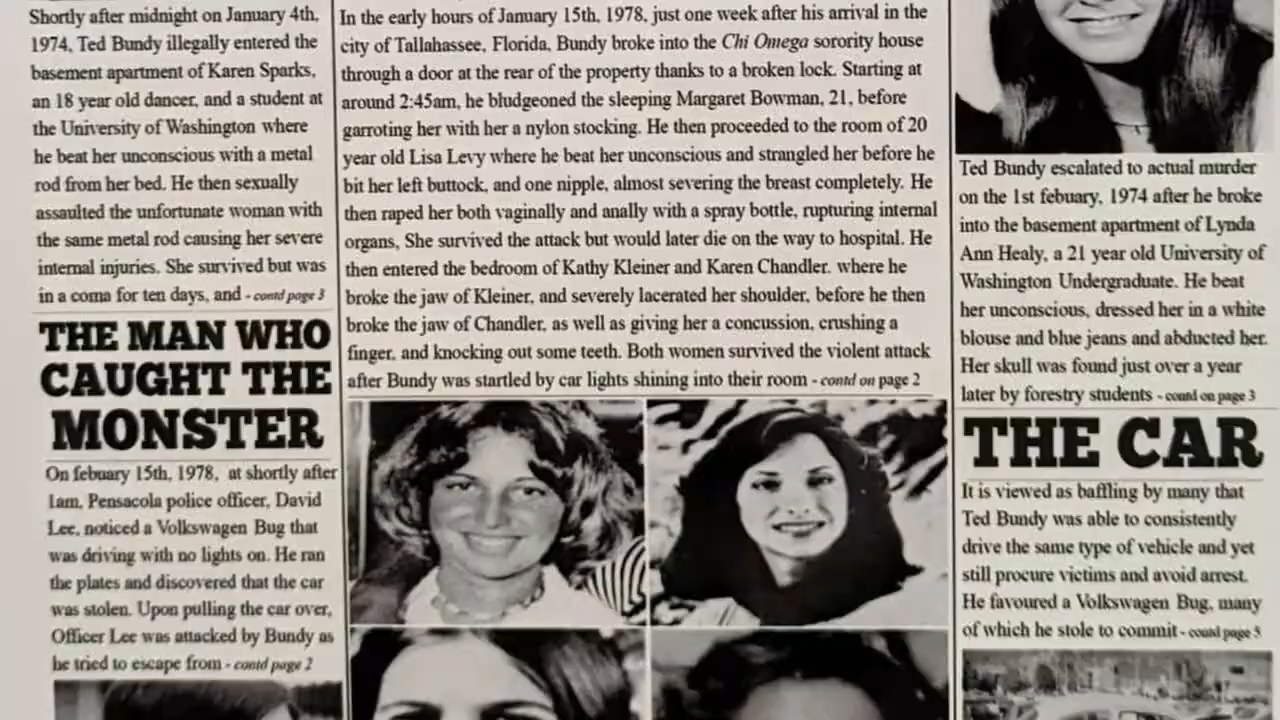 Shortly after midnight on January 4th,
1974, Ted Bundy illegally entered the
basement apartment of Karen Sparks,
an 18 year old dancer, and a student at
the University of Washington where
he beat her unconscious with a metal
rod from her bed. He then sexually
assaulted the unfortunate woman with
the same metal rod causing her severe
internal injuries. She survived but was
in a coma for ten days, and - contd page 3
THE MAN WHO
CAUGHT THE
MONSTER
On febuary 15th, 1978, at shortly after
1am, Pensacola police officer, David
Lee, noticed a Volkswagen Bug that
was driving with no lights on. He ran
the plates and discovered that the car
was stolen. Upon pulling the car over,
Officer Lee was attacked by Bundy as
he tried to escape from - contd page 2
In the early hours of January 15th, 1978, just one week after his arrival in the
city of Tallahassee, Florida, Bundy broke into the Chi Omega sorority house
through a door at the rear of the property thanks to a broken lock. Starting at
around 2:45am, he bludgeoned the sleeping Margaret Bowman, 21, before
garroting her with her a nylon stocking. He then proceeded to the room of 20
year old Lisa Levy where he beat her unconscious and strangled her before he
bit her left buttock, and one nipple, almost severing the breast completely. He
then raped her both vaginally and anally with a spray bottle, rupturing internal
organs, She survived the attack but would later die on the way to hospital. He
then entered the bedroom of Kathy Kleiner and Karen Chandler. where he
broke the jaw of Kleiner, and severely lacerated her shoulder, before he then
broke the jaw of Chandler, as well as giving her a concussion, crushing a
finger, and knocking out some teeth. Both women survived the violent attack
after Bundy was startled by car lights shining into their room - contd on page 2
Ted Bundy escalated to actual murder
on the 1st febuary, 1974 after he broke
into the basement apartment of Lynda
Ann Healy, a 21 year old University of
Washington Undergraduate. He beat
her unconscious, dressed her in a white
blouse and blue jeans and abducted her.
Her skull was found just over a year
later by forestry students - contd on page 3
THE CAR
It is viewed as baffling by many that
Ted Bundy was able to consistently
drive the same type of vehicle and yet
still procure victims and avoid arrest.
He favoured a Volkswagen Bug, many
of which he stole to commit - contd page 5